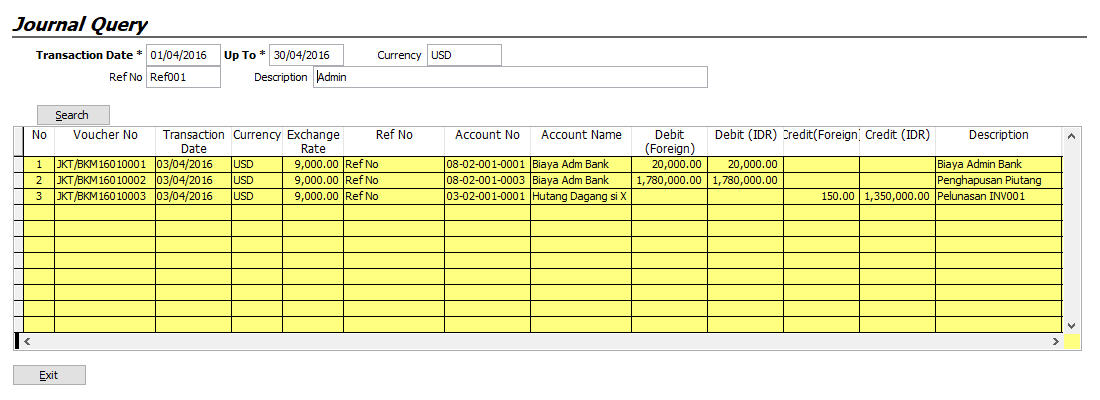 Journal Query
Transaction Date * 01/04/2016 Up To * 30/04/2016 Currency USD
Ref No Ref001 Description Admin
Search
No Voucher No Transaction Date Currency Exchange Rate Ref No Account No Account Name Debit (Foreign) Debit (IDR) Credit(Foreign) Credit (IDR) Description
1 JKT/BKM16010001 03/04/2016 USD 9,000.00 Ref No 08-02-001-0001 Biaya Adm Bank 20,000.00 20,000.00 Biaya Admin Bank
2 JKT/BKM16010002 03/04/2016 USD 9,000.00 Ref No 08-02-001-0003 Biaya Adm Bank 1,780,000.00 1,780,000.00 Penghapusan Piutang
3 JKT/BKM16010003 03/04/2016 USD 9,000.00 Ref No 03-02-001-0001 Hutang Dagang si X 150.00 1,350,000.00 Pelunasan INV001
Exit